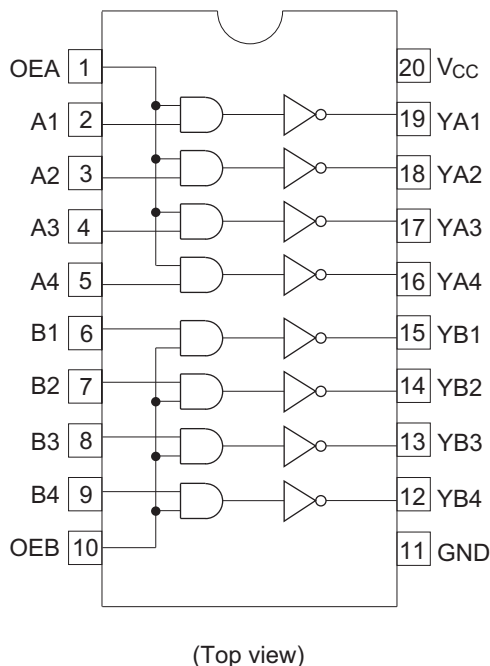 OEA 1 20 VCC
A1 2 19 YA1
A2 3 18 YA2
A3 4 17 YA3
A4 5 16 YA4
B1 6 15 YB1
B2 7 14 YB2
B3 8 13 YB3
B4 9 12 YB4
OEB 10 11 GND
(Top view)